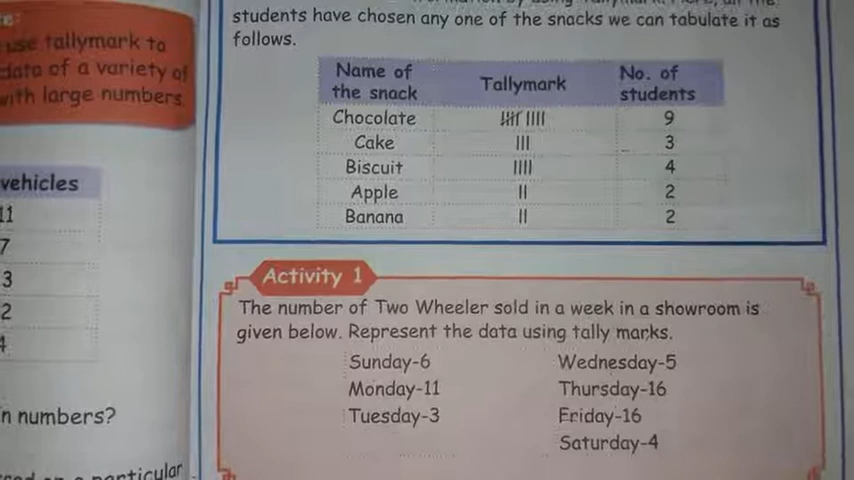 use tallymark to
data of a variety of
with large numbers.
vehicles
11
7
3
2
4
n numbers?
particular
students have chosen any one of the snacks we can tabulate it as
follows.
Name of the snack Tallymark No. of students
Chocolate 9
Cake 3
Biscuit 4
Apple 2
Banana 2
Activity 1
The number of Two Wheeler sold in a week in a showroom is
given below. Represent the data using tally marks.
Sunday-6 Wednesday-5
Monday-11 Thursday-16
Tuesday-3 Friday-16
Saturday-4